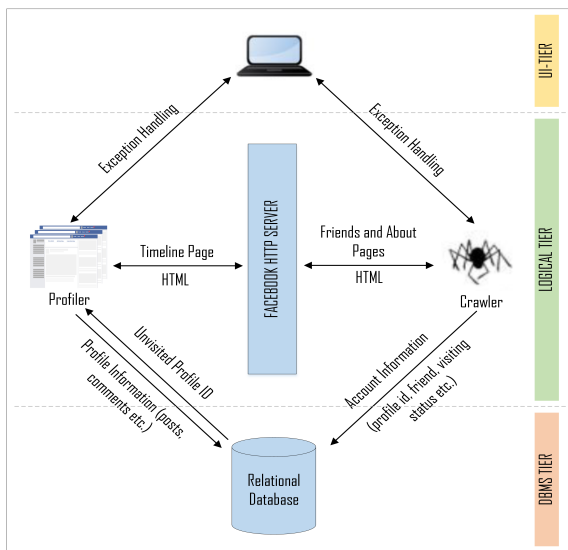 UI-TIER
Exception Handling
Exception Handling
LOGICAL TIER
FACEBOOK HTTP SERVER
Timeline Page
HTML
Friends and About
Pages
HTML
Profiler
Crawler
Unvisited Profile ID
Profile Information (posts,
comments etc.)
Account Information
(profile id, friend, visiting
status etc.)
Relational
Database
DBMS TIER